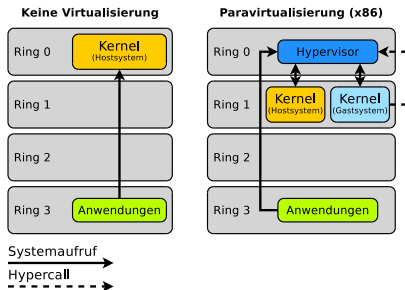 Keine Virtualisierung
Ring 0
Kernel
(Hostsystem)
Ring 1
Ring 2
Ring 3
Anwendungen
Paravirtualisierung (x86)
Ring 0
Hypervisor
Ring 1
Kernel
(Hostsystem)
Kernel
(Gastsystem)
Ring 2
Ring 3
Anwendungen
Systemaufruf
Hypercall